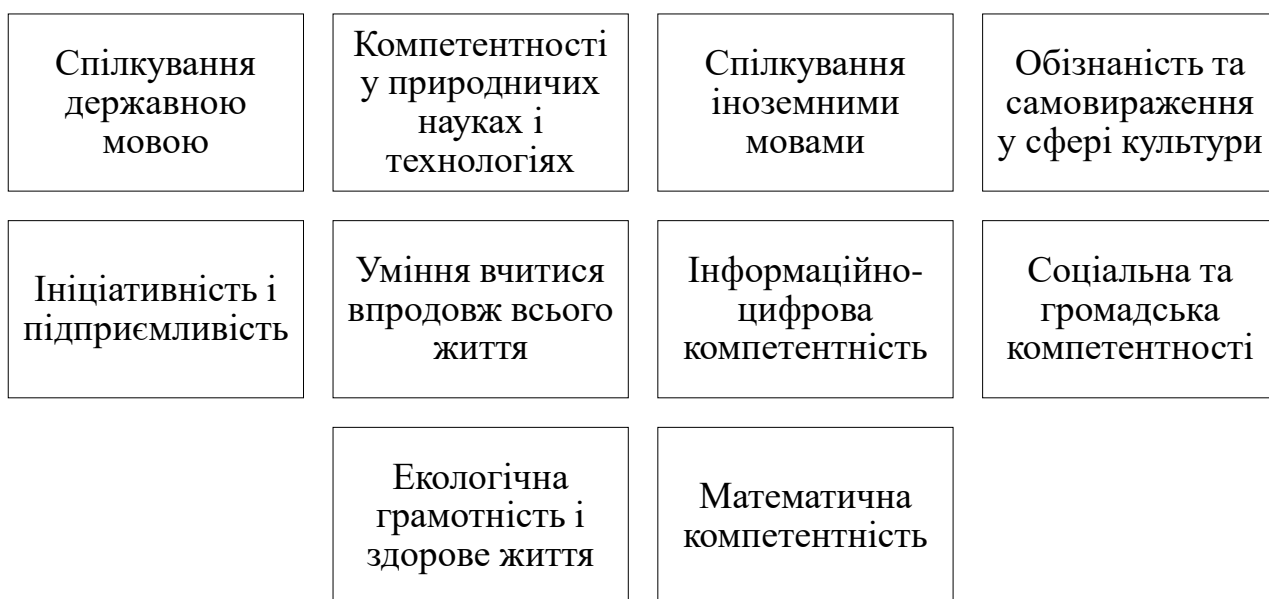 Спілкування
державною
мовою
Компетентності
у природничих
науках і
технологіях
Спілкування
іноземними
мовами
Обізнаність та
самовираження
у сфері культури
Ініціативність і
підприємливість
Уміння вчитися
впродовж всього
життя
Інформаційно-
цифрова
компетентність
Соціальна та
громадська
компетентності
Екологічна
грамотність і
здорове життя
Математична
компетентність